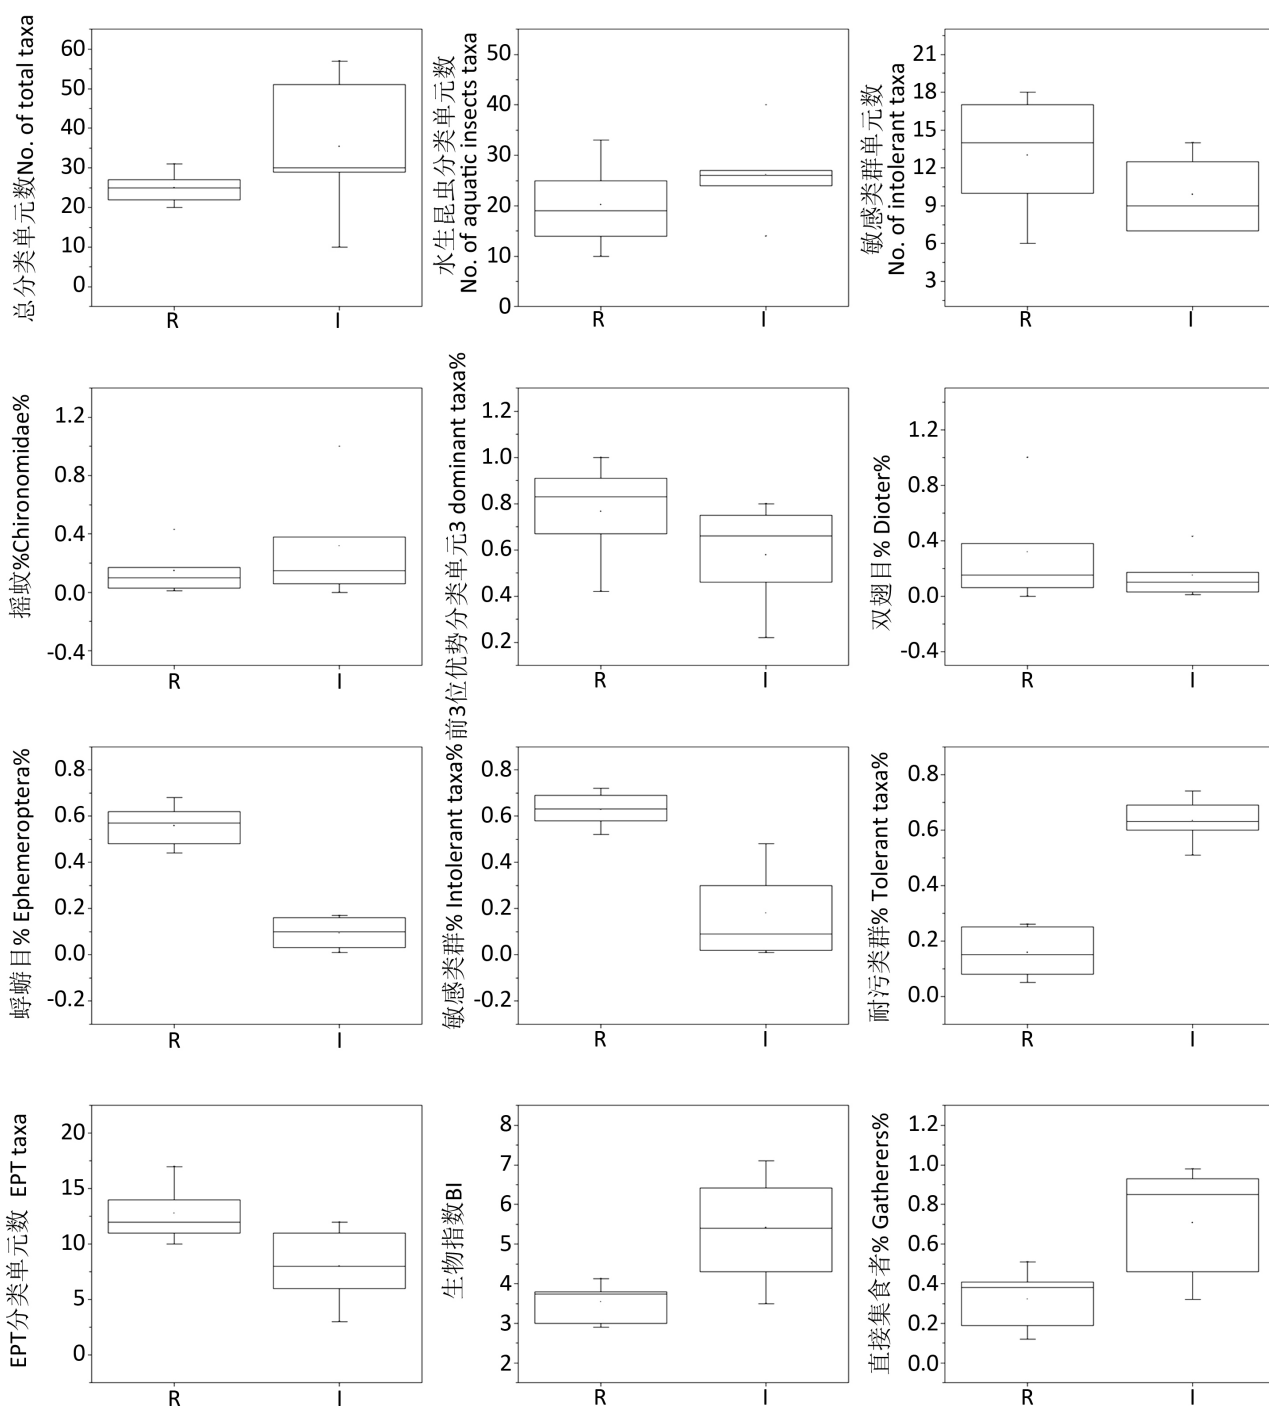 总分类单元数No. of total taxa
60
50
40
30
20
10
0
R
I
水生昆虫分类单元数
No. of aquatic insects taxa
50
40
30
20
10
0
R
I
敏感类群单元数
No. of intolerant taxa
21
18
15
12
9
6
3
R
I
摇蚊%Chironomidae%
1.2
0.8
0.4
0.0
-0.4
R
I
前3位优势分类单元3 dominant taxa%
1.2
1.0
0.8
0.6
0.4
0.2
R
I
双翅目% Dioter%
1.2
0.8
0.4
0.0
-0.4
R
I
蜉蝣目% Ephemeroptera%
0.8
0.6
0.4
0.2
0.0
-0.2
R
I
敏感类群% Intolerant taxa%
0.8
0.6
0.4
0.2
0.0
-0.2
R
I
耐污类群% Tolerant taxa%
0.8
0.6
0.4
0.2
0.0
R
I
EPT分类单元数 EPT taxa
20
15
10
5
0
R
I
生物指数BI
8
7
6
5
4
3
2
R
I
直接集食者% Gatherers%
1.2
1.0
0.8
0.6
0.4
0.2
0.0
R
I